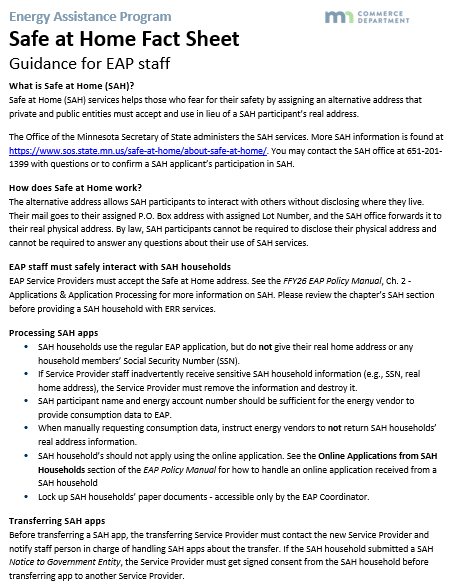 Energy Assistance Program
COMMERCE
DEPARTMENT
Safe at Home Fact Sheet
Guidance for EAP staff
What is Safe at Home (SAH)?
Safe at Home (SAH) services helps those who fear for their safety by assigning an alternative address that
private and public entities must accept and use in lieu of a SAH participant's real address.
The Office of the Minnesota Secretary of State administers the SAH services. More SAH information is found at
https://www.sos.state.mn.us/safe-at-home/about-safe-at-home/. You may contact the SAH office at 651-201-
1399 with questions or to confirm a SAH applicant's participation in SAH.
How does Safe at Home work?
The alternative address allows SAH participants to interact with others without disclosing where they live.
Their mail goes to their assigned P.O. Box address with assigned Lot Number, and the SAH office forwards it to
their real physical address. By law, SAH participants cannot be required to disclose their physical address and
cannot be required to answer any questions about their use of SAH services.
EAP staff must safely interact with SAH households
EAP Service Providers must accept the Safe at Home address. See the FFY26 EAP Policy Manual, Ch. 2 -
Applications & Application Processing for more information on SAH. Please review the chapter's SAH section
before providing a SAH household with ERR services.
Processing SAH apps
• SAH households use the regular EAP application, but do not give their real home address or any
household members' Social Security Number (SSN).
• If Service Provider staff inadvertently receive sensitive SAH household information (e.g., SSN, real
home address), the Service Provider must remove the information and destroy it.
• SAH participant name and energy account number should be sufficient for the energy vendor to
provide consumption data to EAP.
• When manually requesting consumption data, instruct energy vendors to not return SAH households'
real address information.
• SAH household's should not apply using the online application. See the Online Applications from SAH
Households section of the EAP Policy Manual for how to handle an online application received from a
SAH household
• Lock up SAH households' paper documents - accessible only by the EAP Coordinator.
Transferring SAH apps
Before transferring a SAH app, the transferring Service Provider must contact the new Service Provider and
notify staff person in charge of handling SAH apps about the transfer. If the SAH household submitted a SAH
Notice to Government Entity, the Service Provider must get signed consent from the SAH household before
transferring app to another Service Provider.